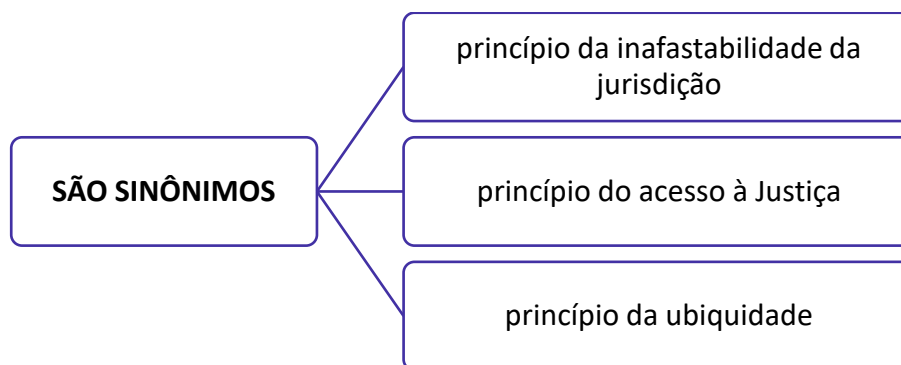 princípio da inafastabilidade da
jurisdição
SÃO SINÔNIMOS
princípio do acesso à Justiça
princípio da ubiquidade